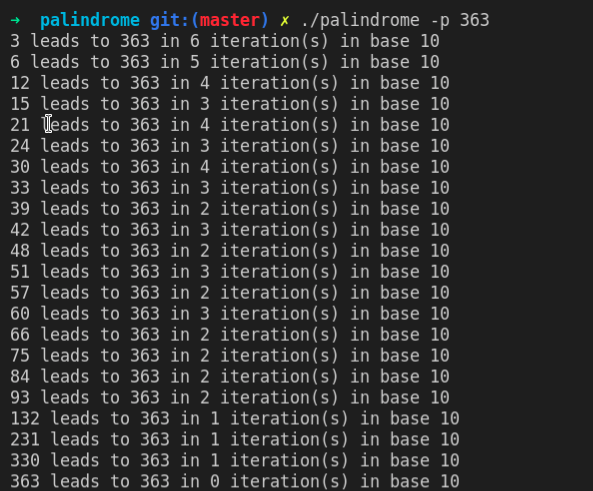 ➜ palindrome git:(master) ✗ ./palindrome -p 363
3 leads to 363 in 6 iteration(s) in base 10
6 leads to 363 in 5 iteration(s) in base 10
12 leads to 363 in 4 iteration(s) in base 10
15 leads to 363 in 3 iteration(s) in base 10
21 leads to 363 in 4 iteration(s) in base 10
24 leads to 363 in 3 iteration(s) in base 10
30 leads to 363 in 4 iteration(s) in base 10
33 leads to 363 in 3 iteration(s) in base 10
39 leads to 363 in 2 iteration(s) in base 10
42 leads to 363 in 3 iteration(s) in base 10
48 leads to 363 in 2 iteration(s) in base 10
51 leads to 363 in 3 iteration(s) in base 10
57 leads to 363 in 2 iteration(s) in base 10
60 leads to 363 in 3 iteration(s) in base 10
66 leads to 363 in 2 iteration(s) in base 10
75 leads to 363 in 2 iteration(s) in base 10
84 leads to 363 in 2 iteration(s) in base 10
93 leads to 363 in 2 iteration(s) in base 10
132 leads to 363 in 1 iteration(s) in base 10
231 leads to 363 in 1 iteration(s) in base 10
330 leads to 363 in 1 iteration(s) in base 10
363 leads to 363 in 0 iteration(s) in base 10